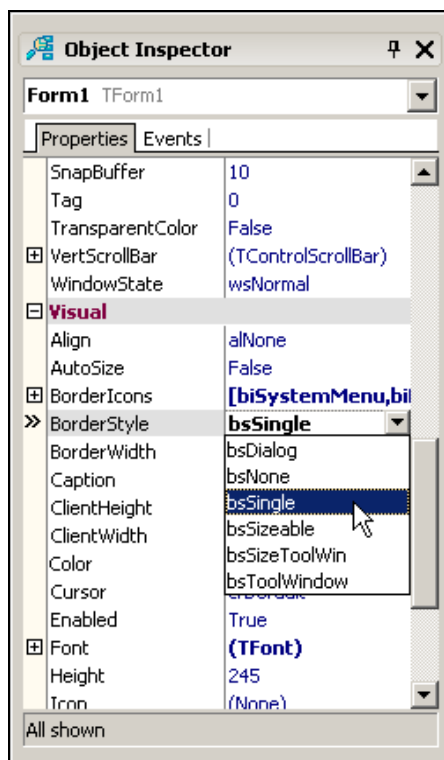 Object Inspector
Form1 TForm1
Properties Events
SnapBuffer 10
Tag 0
TransparentColor False
VertScrollBar (TControlScrollBar)
WindowState wsNormal
Visual
Align alNone
AutoSize False
BorderIcons [biSystemMenu,bi
BorderStyle bsSingle
BorderWidth bsDialog
Caption bsNone
ClientHeight bsSingle
ClientWidth bsSizeable
Color bsSizeToolWin
Cursor bsToolWindow
Enabled True
Font (TFont)
Height 245
Icon (None)
All shown